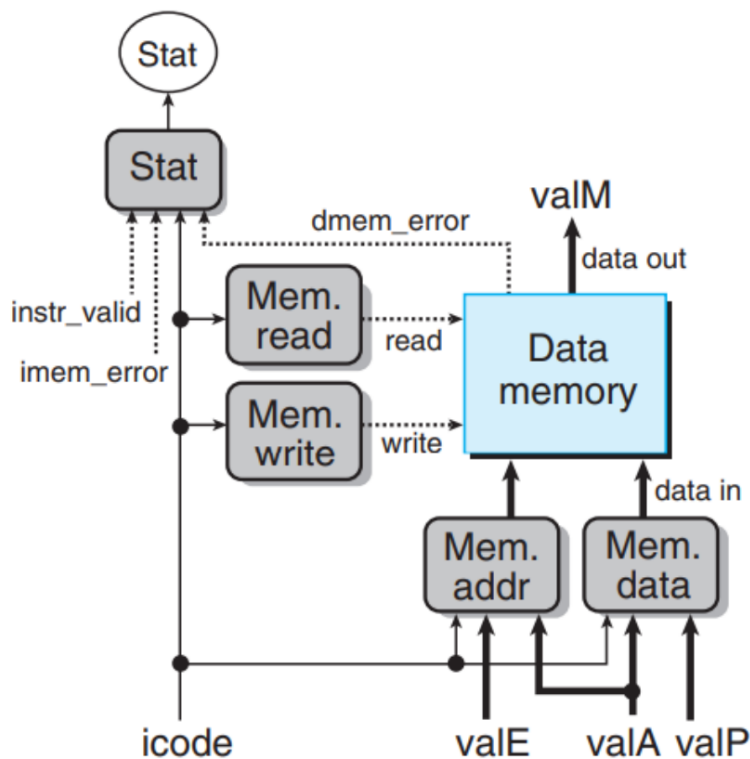 Stat
Stat
valM
dmem_error
data out
instr_valid
Mem.
read
read
Data
memory
imem_error
Mem.
write
write
data in
Mem.
addr
Mem.
data
icode
valE
valA
valP